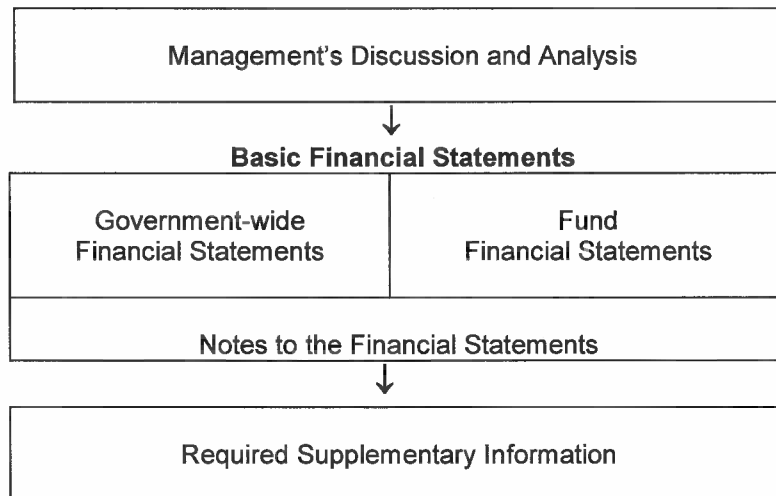 Management's Discussion and Analysis
Basic Financial Statements
Government-wide
Financial Statements
Fund
Financial Statements
Notes to the Financial Statements
Required Supplementary Information